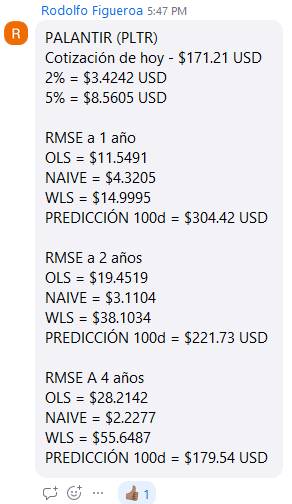 Rodolfo Figueroa 5:47 PM
R
PALANTIR (PLTR)
Cotización de hoy - $171.21 USD
2% = $3.4242 USD
5% = $8.5605 USD
RMSE a 1 año
OLS = $11.5491
NAIVE = $4.3205
WLS = $14.9995
PREDICCIÓN 100d = $304.42 USD
RMSE a 2 años
OLS = $19.4519
NAIVE = $3.1104
WLS = $38.1034
PREDICCIÓN 100d = $221.73 USD
RMSE A 4 años
OLS = $28.2142
NAIVE = $2.2277
WLS = $55.6487
PREDICCIÓN 100d = $179.54 USD
1